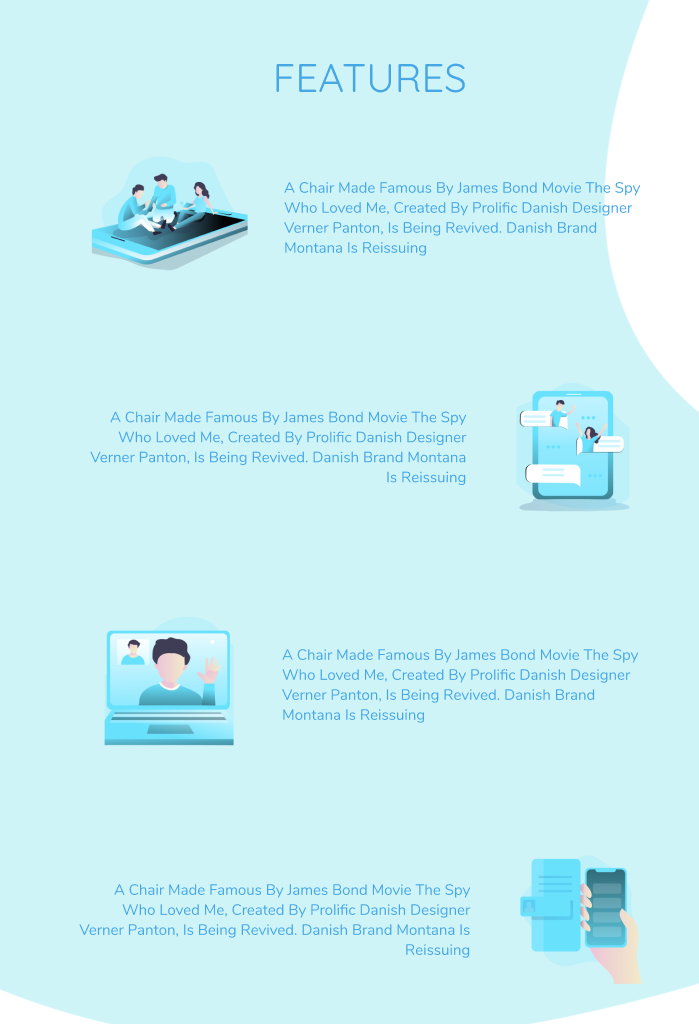 FEATURES
A Chair Made Famous By James Bond Movie The Spy
Who Loved Me, Created By Prolific Danish Designer
Verner Panton, Is Being Revived. Danish Brand
Montana Is Reissuing
A Chair Made Famous By James Bond Movie The Spy
Who Loved Me, Created By Prolific Danish Designer
Verner Panton, Is Being Revived. Danish Brand Montana
Is Reissuing
A Chair Made Famous By James Bond Movie The Spy
Who Loved Me, Created By Prolific Danish Designer
Verner Panton, Is Being Revived. Danish Brand
Montana Is Reissuing
A Chair Made Famous By James Bond Movie The Spy
Who Loved Me, Created By Prolific Danish Designer
Verner Panton, Is Being Revived. Danish Brand Montana Is
Reissuing